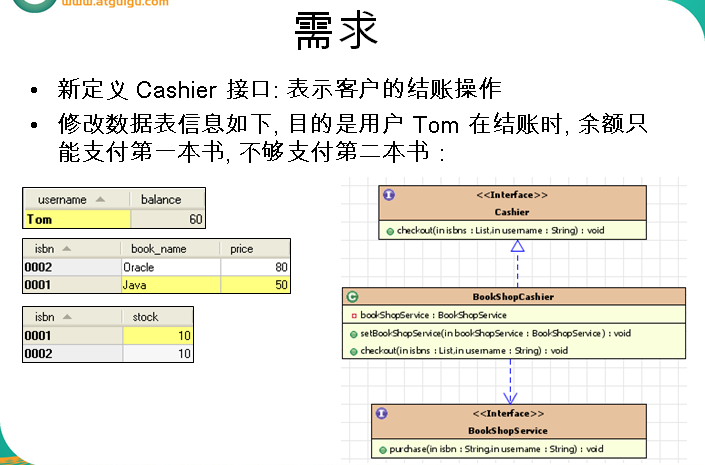 www.atguigu.com
需求
• 新定义 Cashier 接口: 表示客户的结账操作
• 修改数据表信息如下, 目的是用户 Tom 在结账时, 余额只
能支付第一本书, 不够支付第二本书：
username balance
Tom 60
isbn book_name price
0002 Oracle 80
0001 Java 50
isbn stock
0001 10
0002 10
I <<Interface>>
Cashier
checkout(in isbns : List,in username : String) : void
C BookShopCashier
bookShopService : BookShopService
setBookShopService(in bookShopService : BookShopService) : void
checkout(in isbns : List,in username : String) : void
I <<Interface>>
BookShopService
purchase(in isbn : String,in username : String) : void